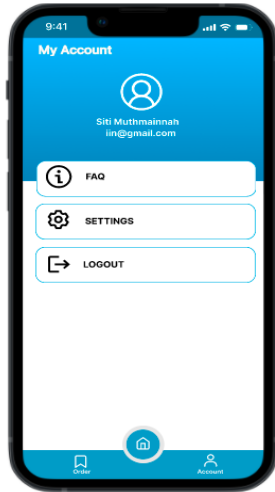 9:41
My Account
Siti Muthmainnah
iin@gmail.com
FAQ
SETTINGS
LOGOUT
Order
Account